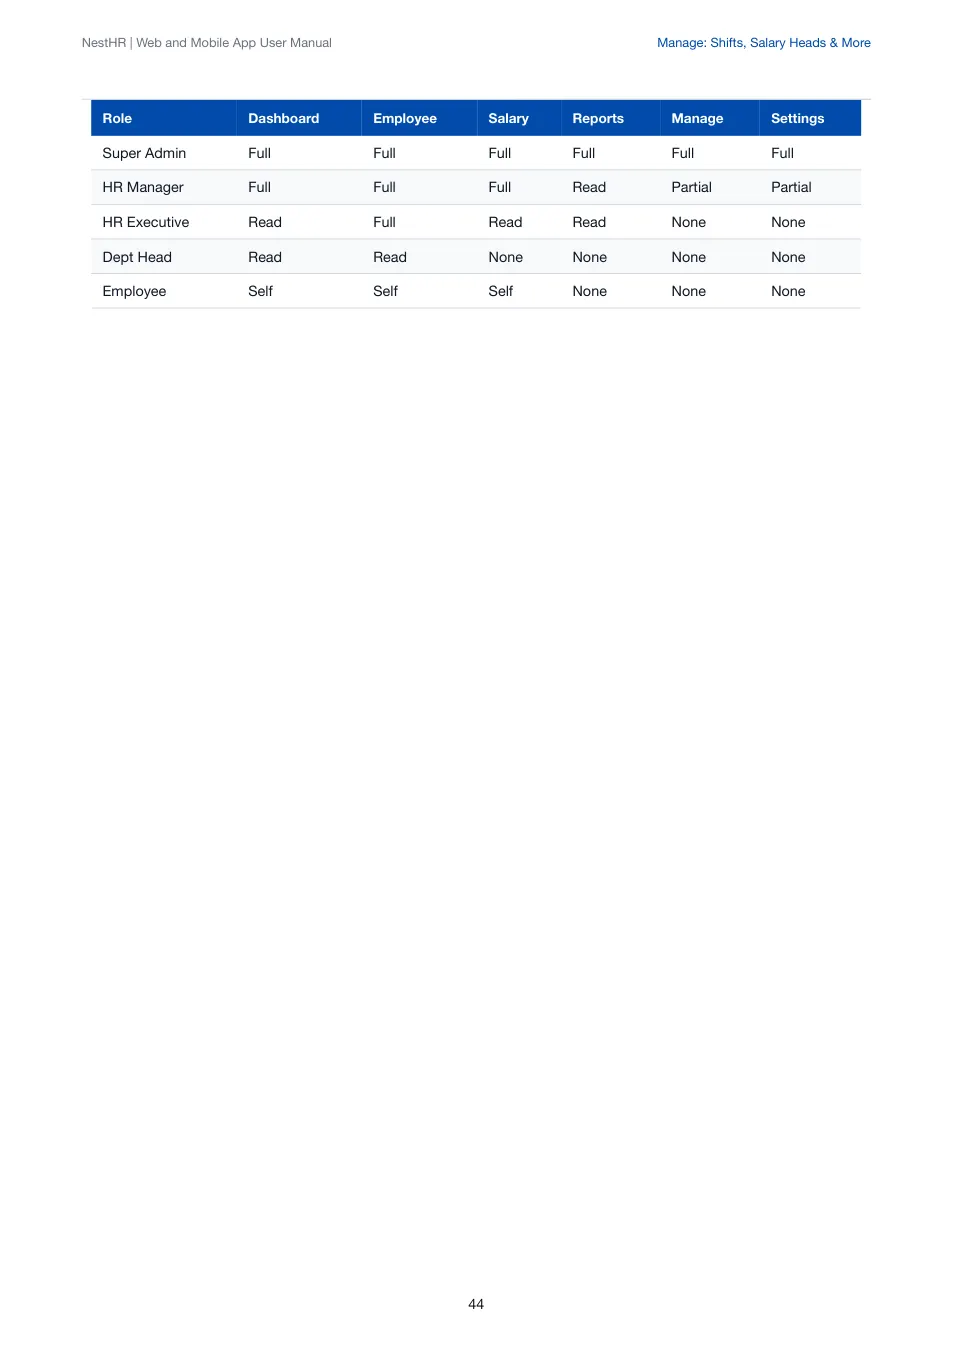 NestHR | Web and Mobile App User Manual Manage: Shifts, Salary Heads & More
Role Dashboard Employee Salary Reports Manage Settings
Super Admin Full Full Full Full Full Full
HR Manager Full Full Full Read Partial Partial
HR Executive Read Full Read Read None None
Dept Head Read Read None None None None
Employee Self Self Self None None None
44